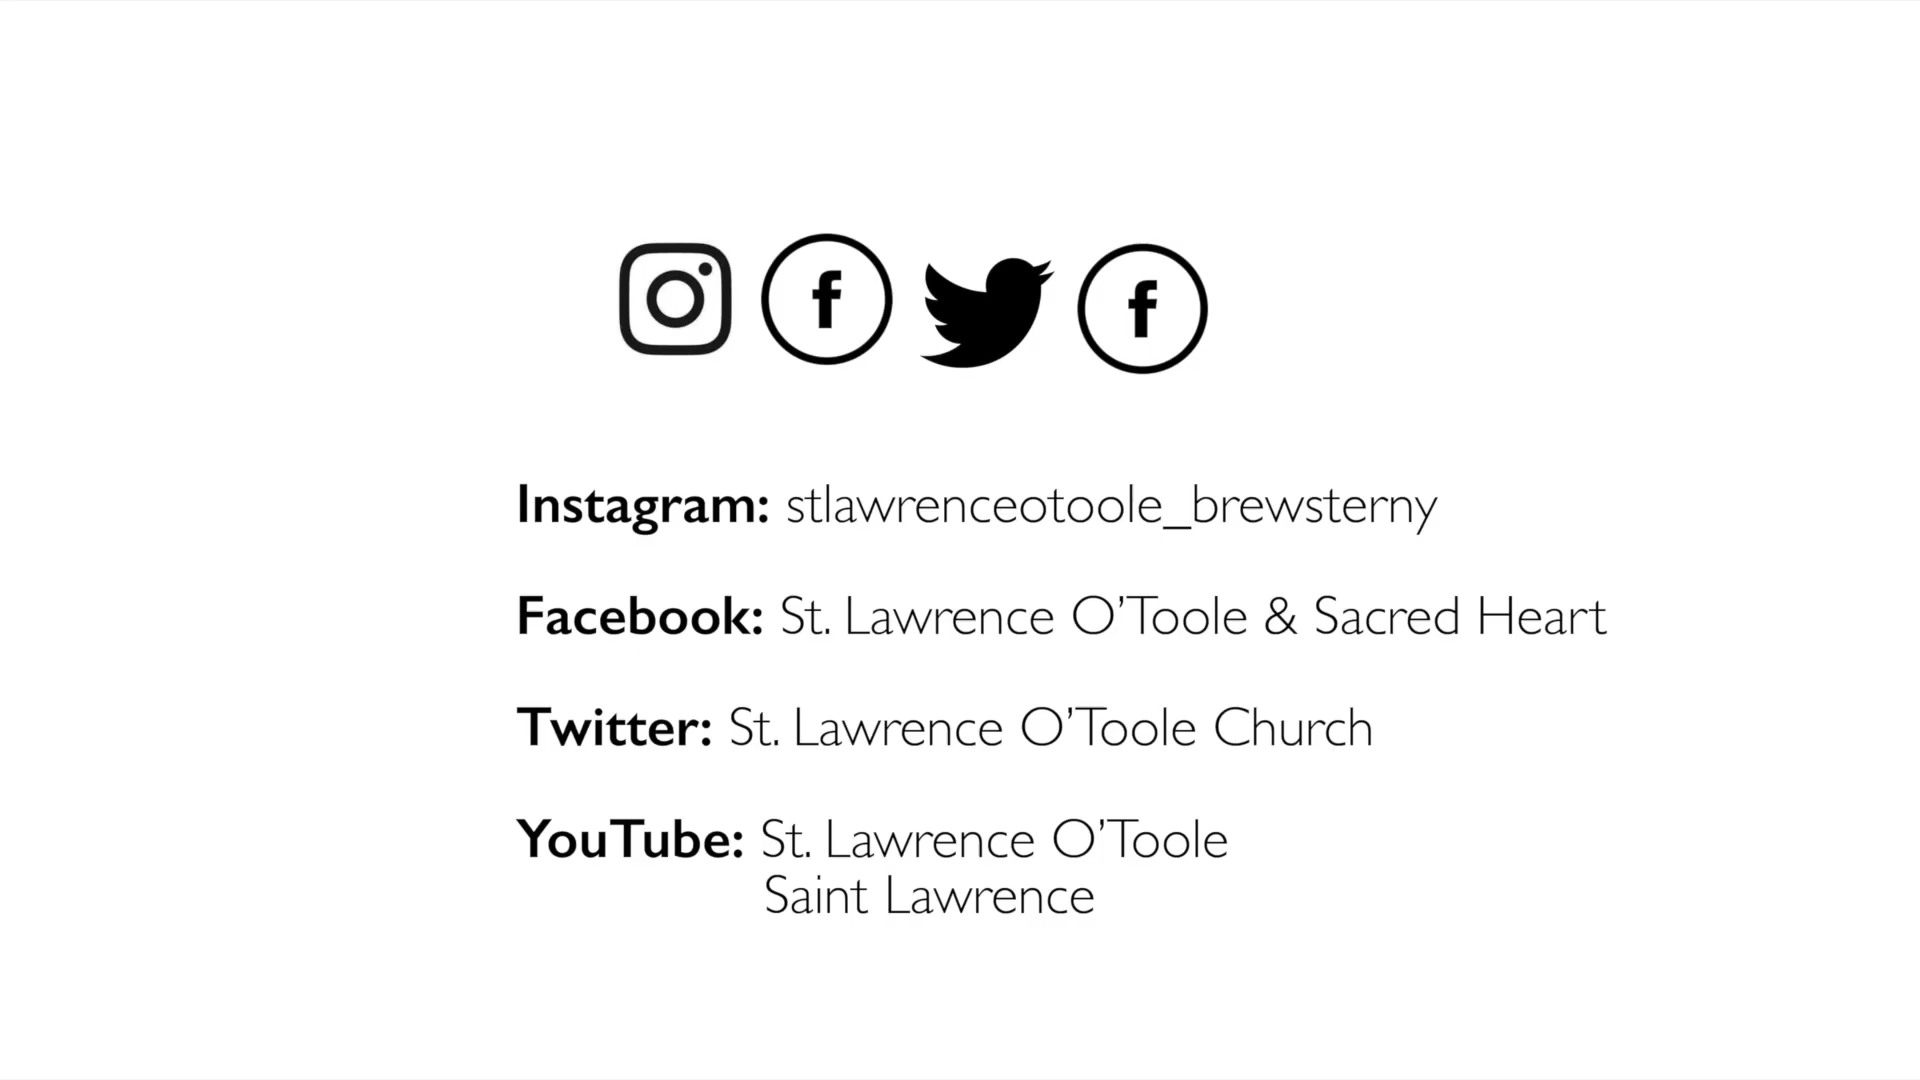 Instagram: stlawrenceotoole_brewsterny
Facebook: St. Lawrence O’Toole & Sacred Heart
Twitter: St. Lawrence O’Toole Church
YouTube: St. Lawrence O’Toole
Saint Lawrence